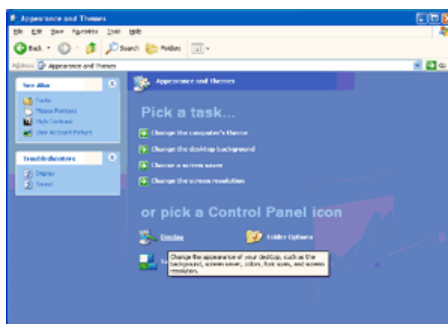 Appearance and Themes
File Edit View Favorites Tools Help
Back Search Folders
Address Appearance and Themes Go
See Also
Fonts
Mouse Pointers
High Contrast
User Account Picture
Troubleshooters
Display
Sound
Appearance and Themes
Pick a task...
Change the computer's theme
Change the desktop background
Choose a screen saver
Change the screen resolution
or pick a Control Panel icon
Display
Folder Options
Change the appearance of your desktop, such as the
background, screen saver, colors, font sizes, and screen
resolution.